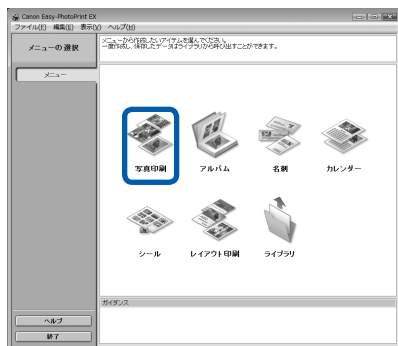 Canon Easy-PhotoPrint EX
ファイル(F) 編集(E) 表示(V) ヘルプ(H)
メニューの選択
メニューから作成したいアイテムを選んでください。
一度作成し、保存したデータはライブラリから呼び出すことができます。
メニュー
写真印刷
アルバム
名刺
カレンダー
シール
レイアウト印刷
ライブラリ
ガイダンス
ヘルプ
終了